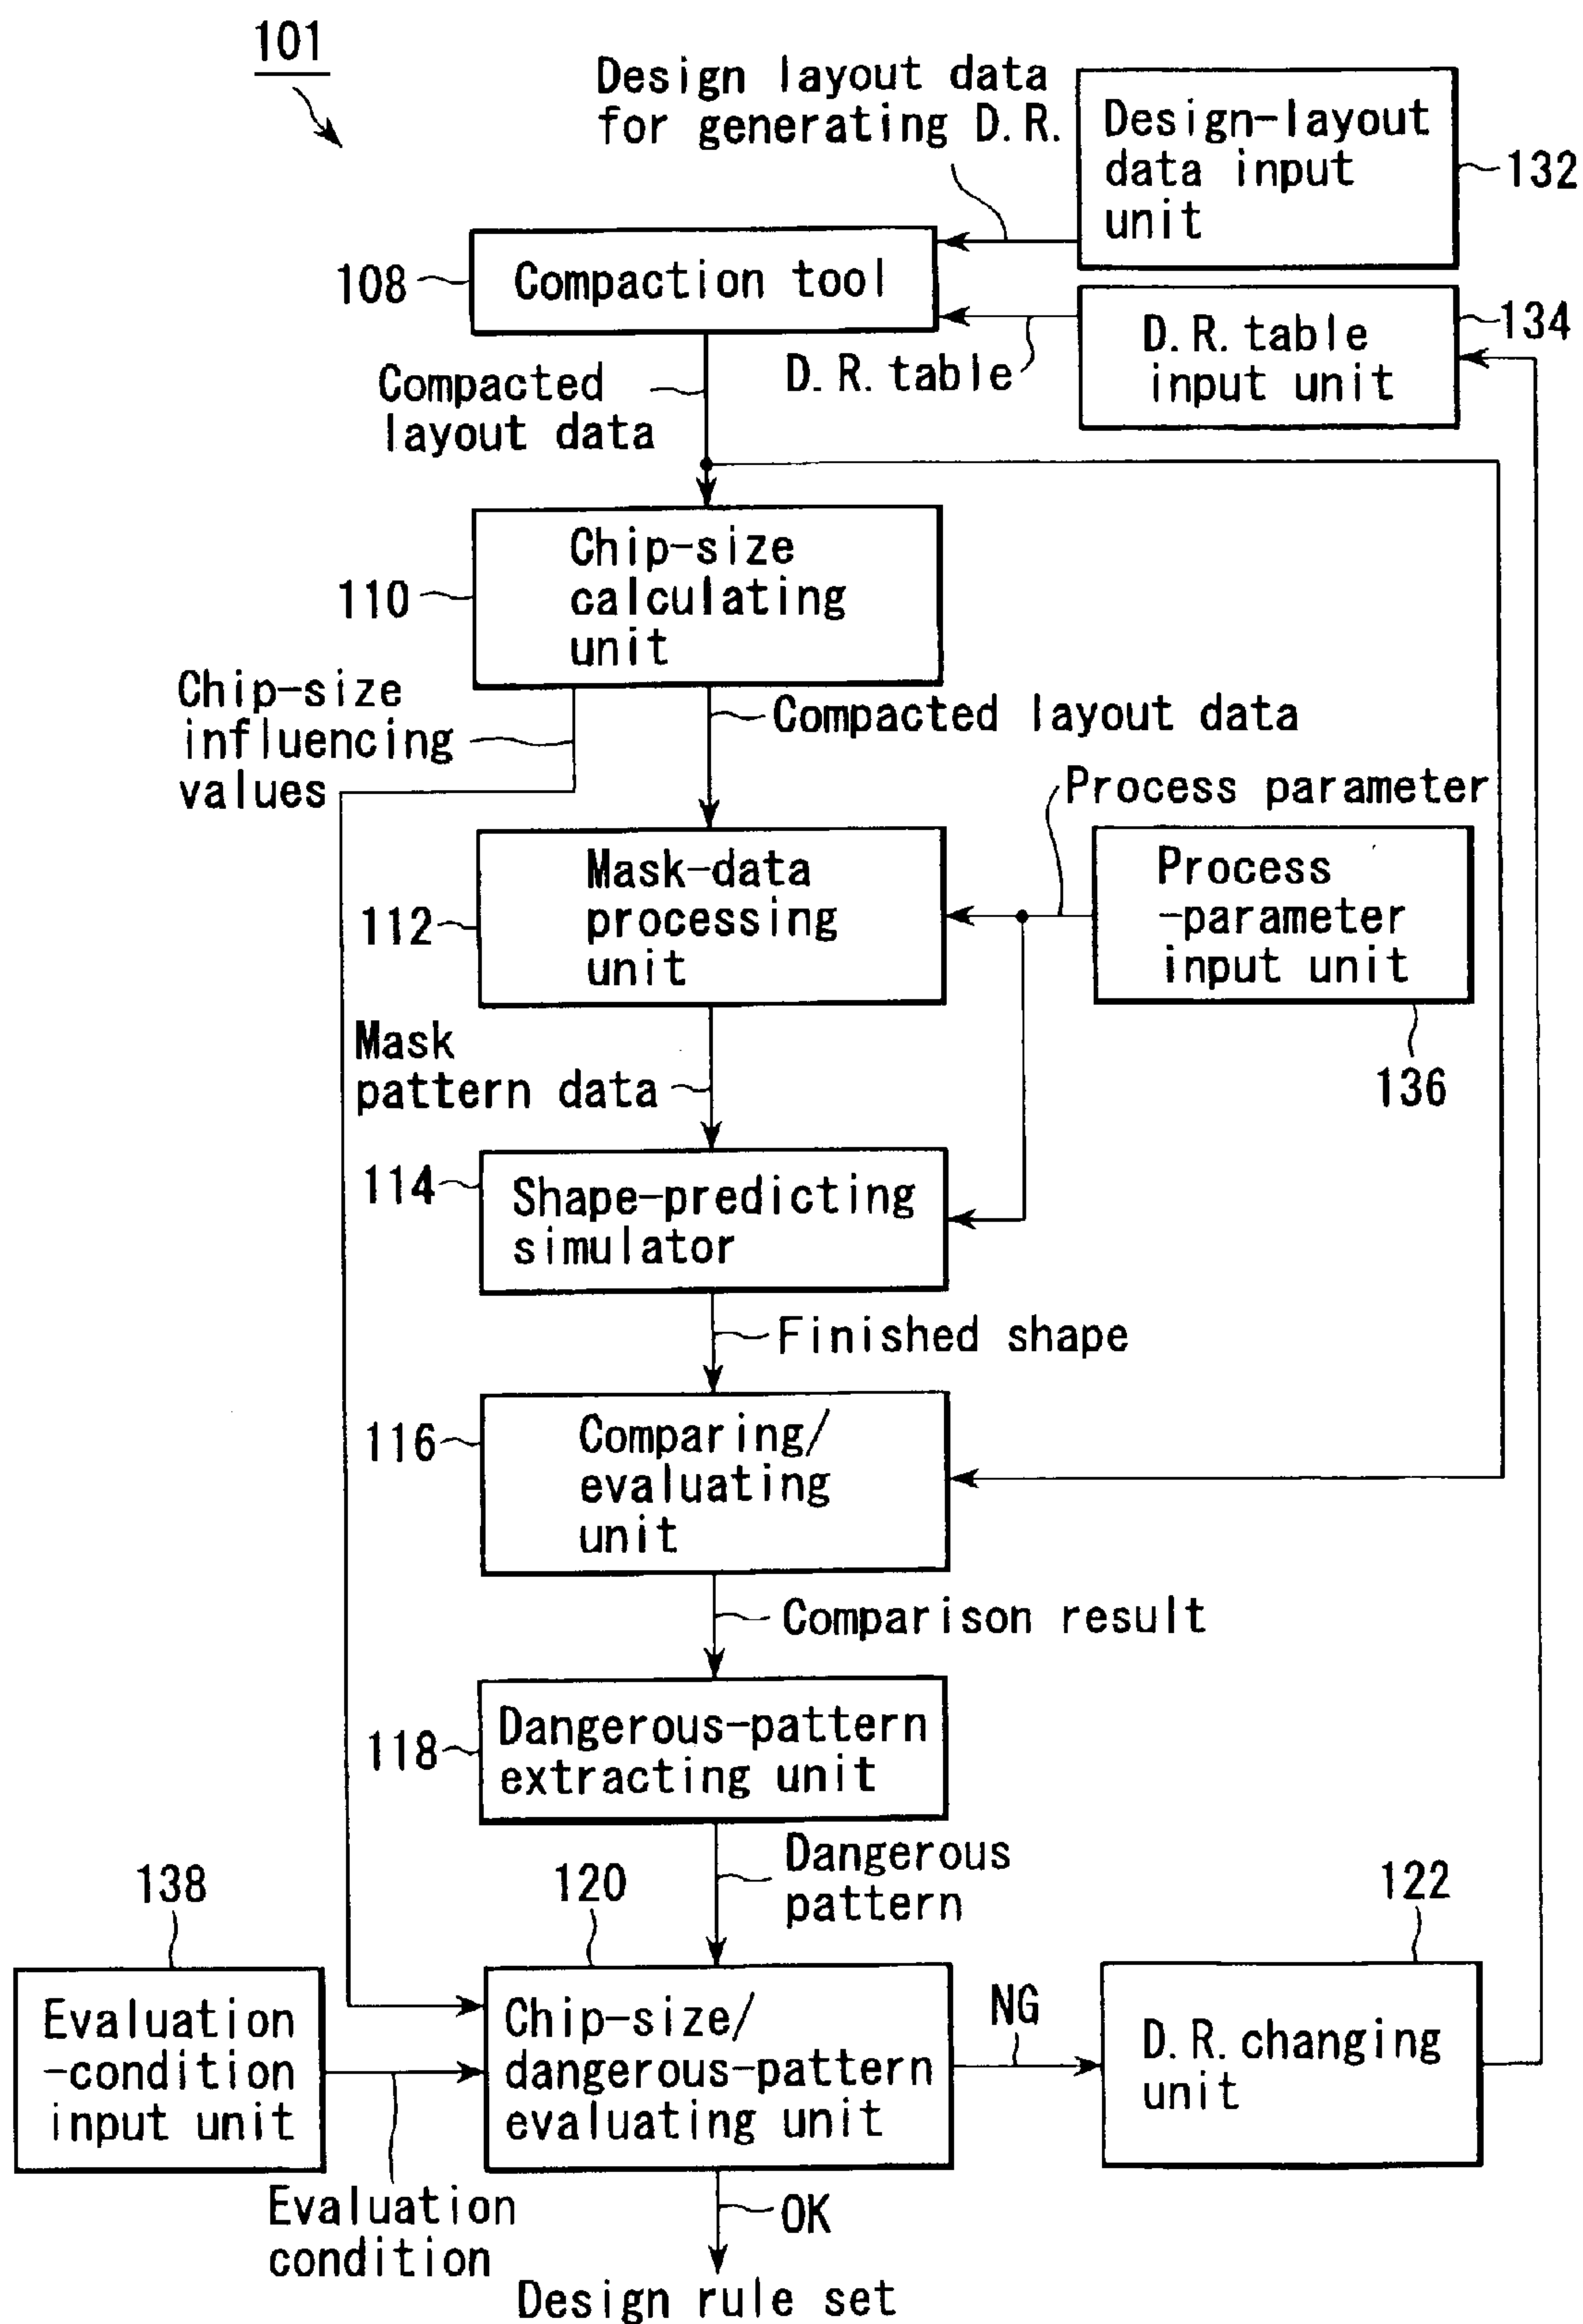 101
Design layout data
for generating D.R.
Design-layout
data input
unit
132
108
Compaction tool
D.R. table
input unit
134
D.R. table
Compacted
layout data
110
Chip-size
calculating
unit
Chip-size
influencing
values
Compacted layout data
Process parameter
112
Mask-data
processing
unit
Process
-parameter
input unit
136
Mask
pattern data
114
Shape-predicting
simulator
Finished shape
116
Comparing/
evaluating
unit
Comparison result
118
Dangerous-pattern
extracting unit
Dangerous
pattern
138
120
122
Evaluation
-condition
input unit
Chip-size/
dangerous-pattern
evaluating unit
NG
D.R. changing
unit
Evaluation
condition
OK
Design rule set